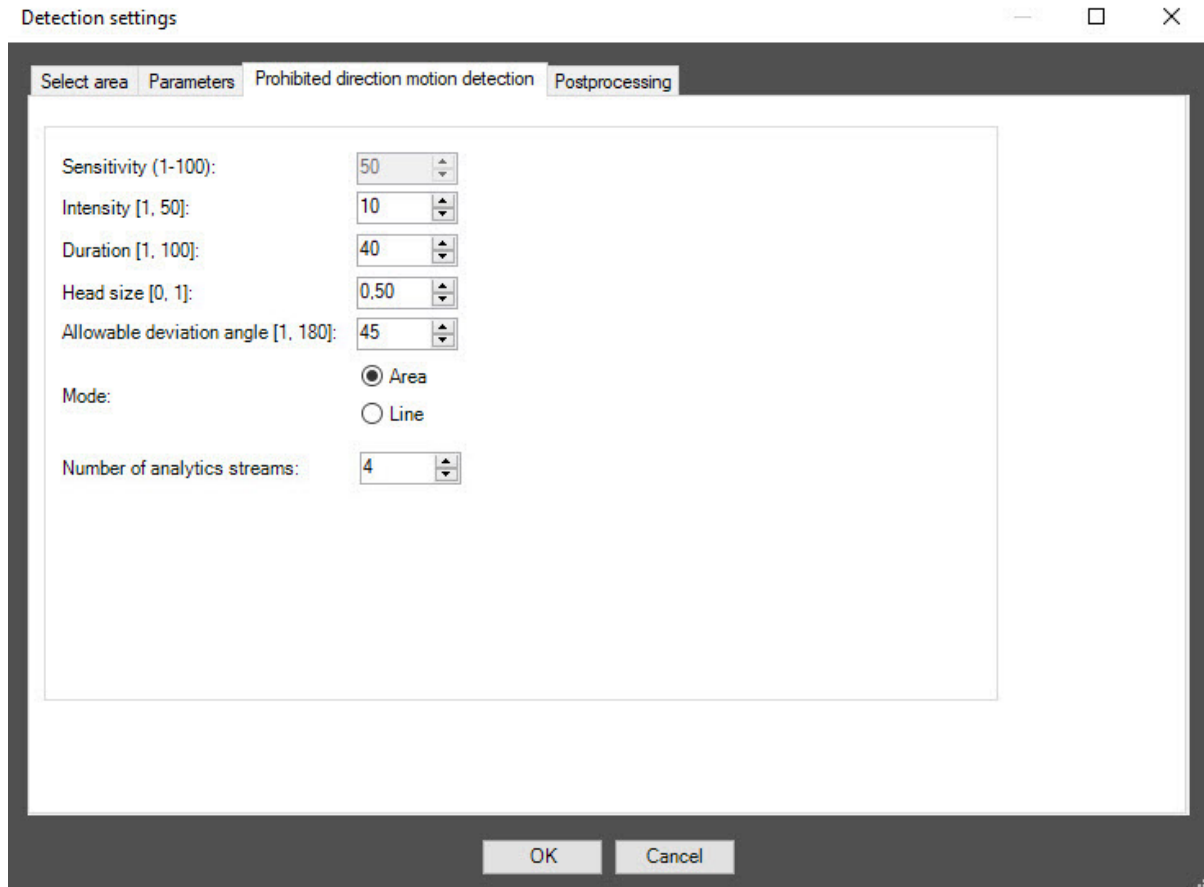 Detection settings
Select area Parameters Prohibited direction motion detection Postprocessing
Sensitivity (1-100): 50
Intensity [1, 50]: 10
Duration [1, 100]: 40
Head size [0, 1]: 0,50
Allowable deviation angle [1, 180]: 45
Area
Mode:
Line
Number of analytics streams: 4
OK Cancel